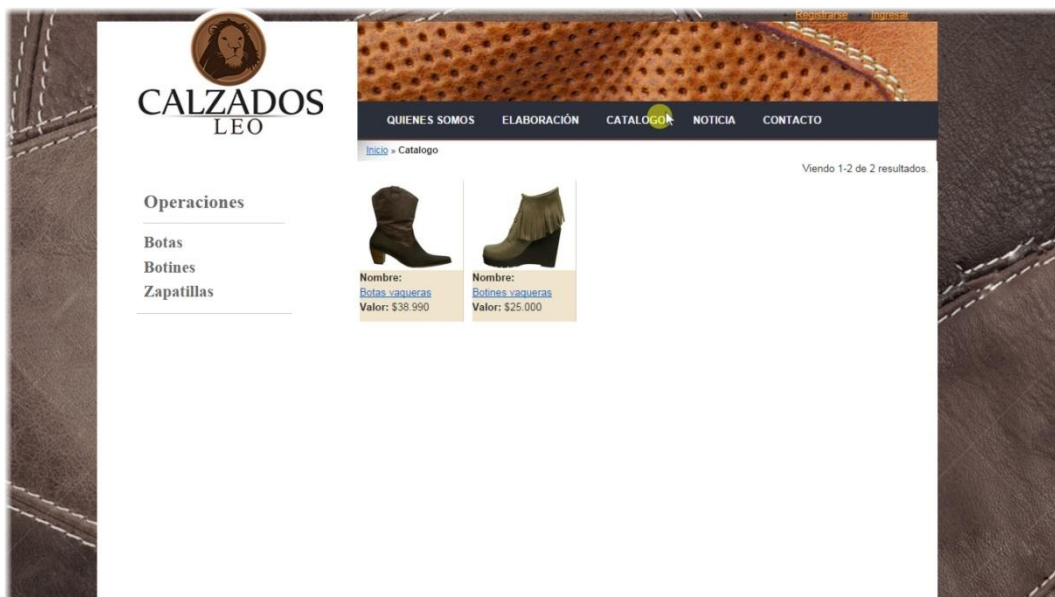 Registrarse
Ingresar
CALZADOS
LEO
QUIENES SOMOS ELABORACIÓN CATALOGO NOTICIA CONTACTO
Inicio » Catalogo
Viendo 1-2 de 2 resultados.
Operaciones
Botas
Botines
Zapatillas
Nombre:
Botas vaqueras
Valor: $38.990
Nombre:
Botines vaqueras
Valor: $25.000